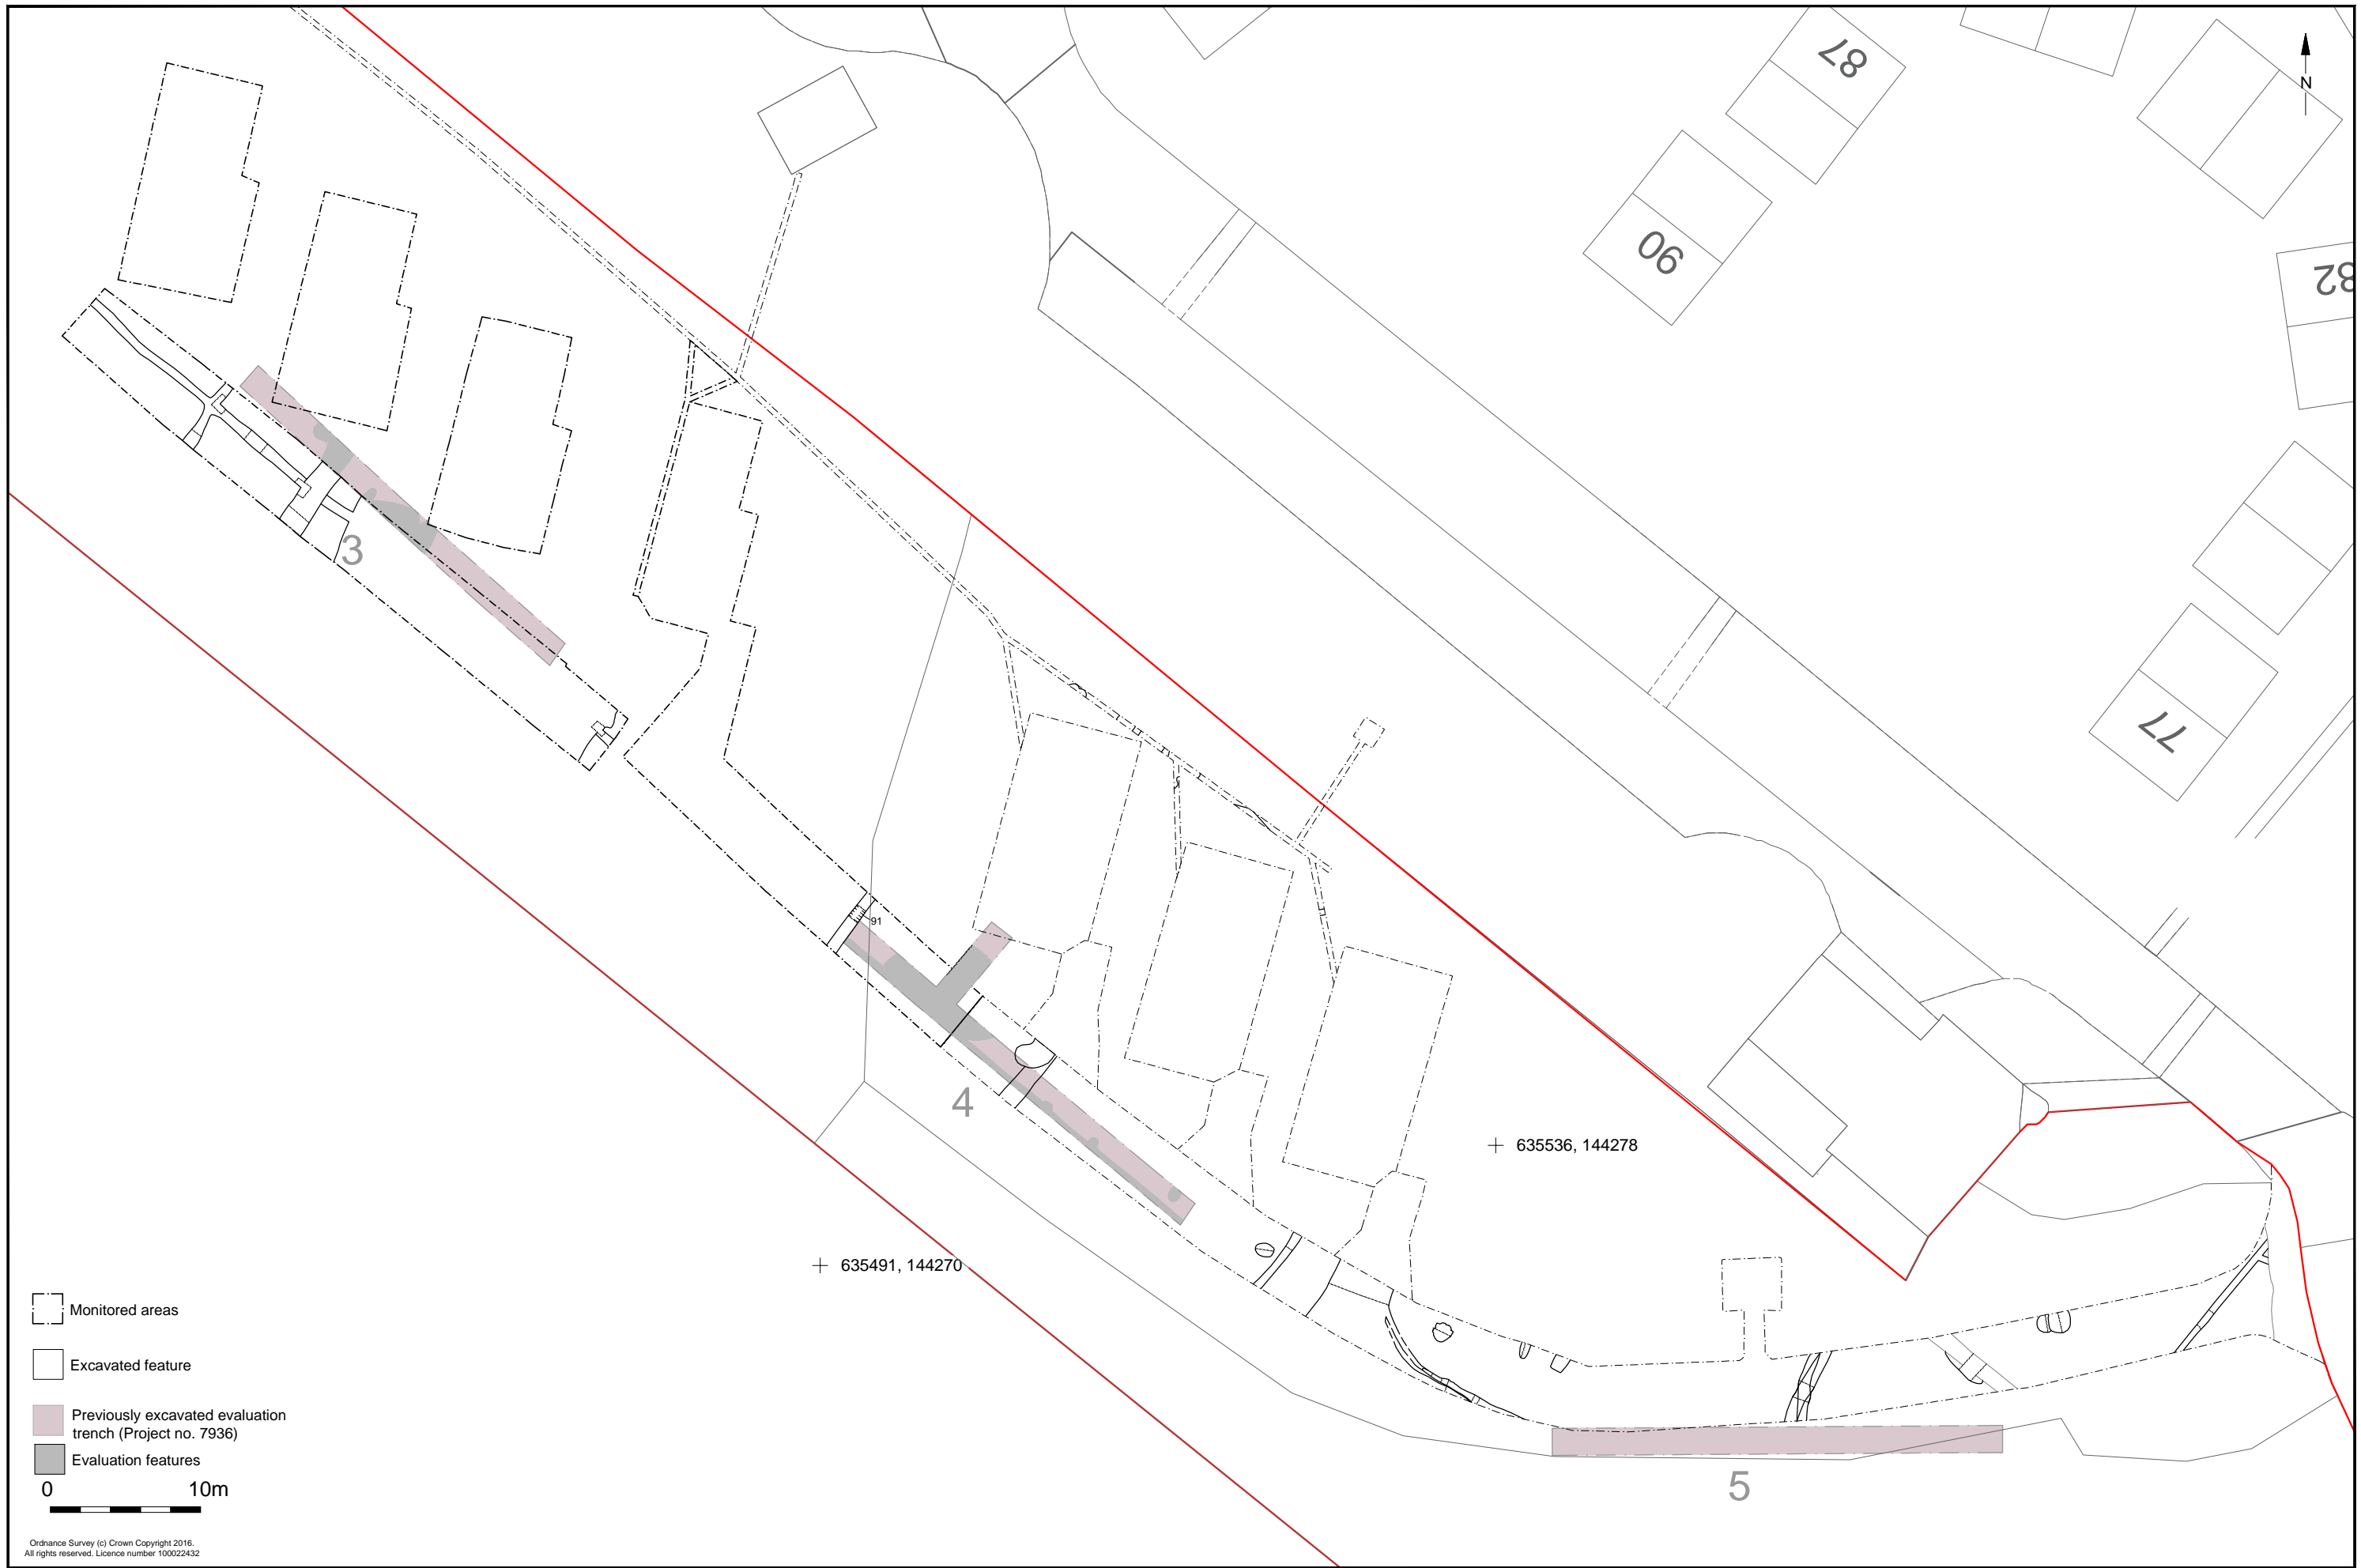 87
N
90
82
3
77
91
4
635536, 144278
635491, 144270
Monitored areas
Excavated feature
Previously excavated evaluation
trench (Project no. 7936)
Evaluation features
0 10m
5
Ordnance Survey (c) Crown Copyright 2016.
All rights reserved. Licence number 100022432